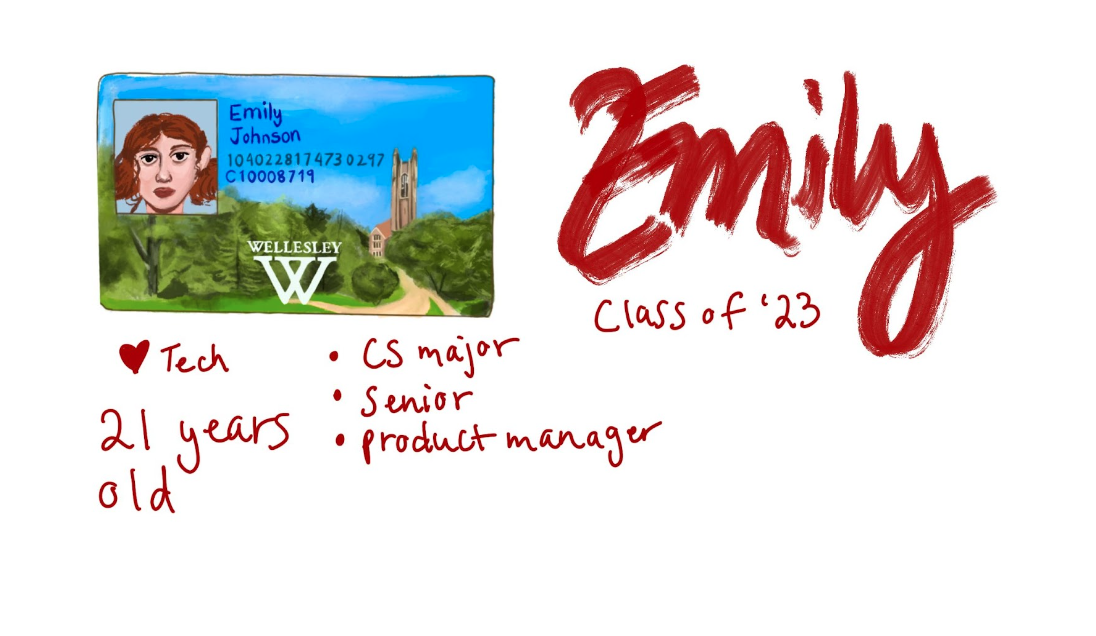 Emily
Johnson
1040228174730297
C10008719
WELLESLEY
W
Emily
Class of '23
♥ Tech
21 years
old
• CS major
• Senior
• product manager